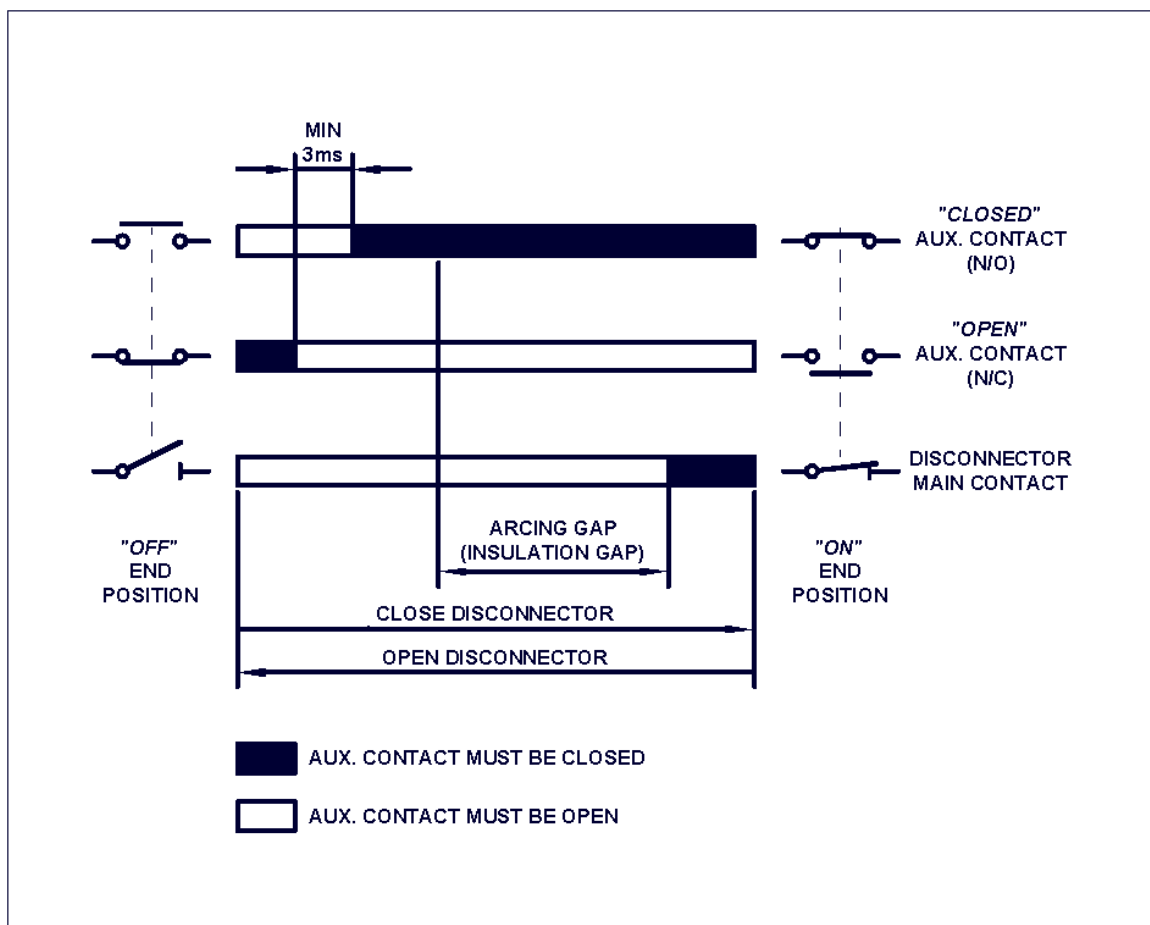 MIN
3ms
"CLOSED"
AUX. CONTACT
(N/O)
"OPEN"
AUX. CONTACT
(N/C)
DISCONNECTOR
MAIN CONTACT
ARCING GAP
(INSULATION GAP)
"OFF"
END
POSITION
"ON"
END
POSITION
CLOSE DISCONNECTOR
OPEN DISCONNECTOR
AUX. CONTACT MUST BE CLOSED
AUX. CONTACT MUST BE OPEN